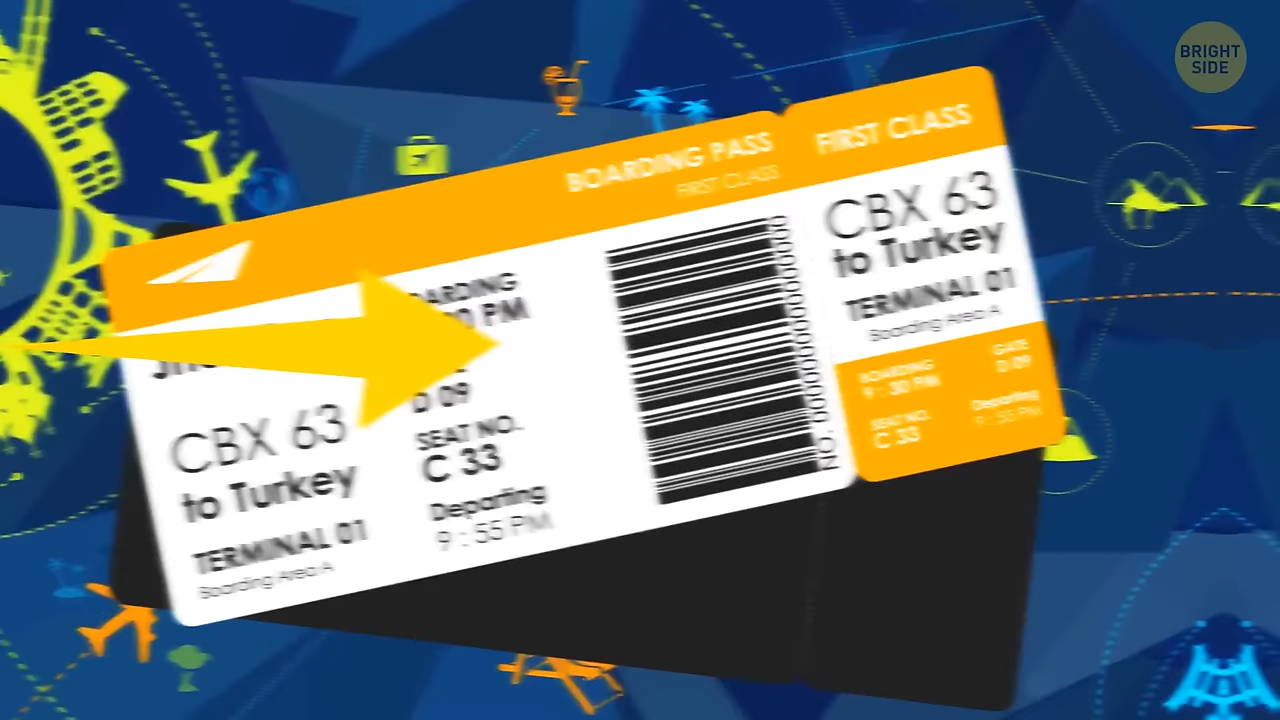 BRIGHT
SIDE
BOARDING PASS
FIRST CLASS
CBX 63
to Turkey
TERMINAL 01
Boarding Area A
PM
D 09
SEAT NO.
C 33
Departing
9 : 55 PM
FIRST CLASS
CBX 63
to Turkey
TERMINAL 01
Boarding Area A
BOARDING
9 : 30 PM
GATE
D 09
SEAT NO.
C 33
Departing
9 : 55 PM